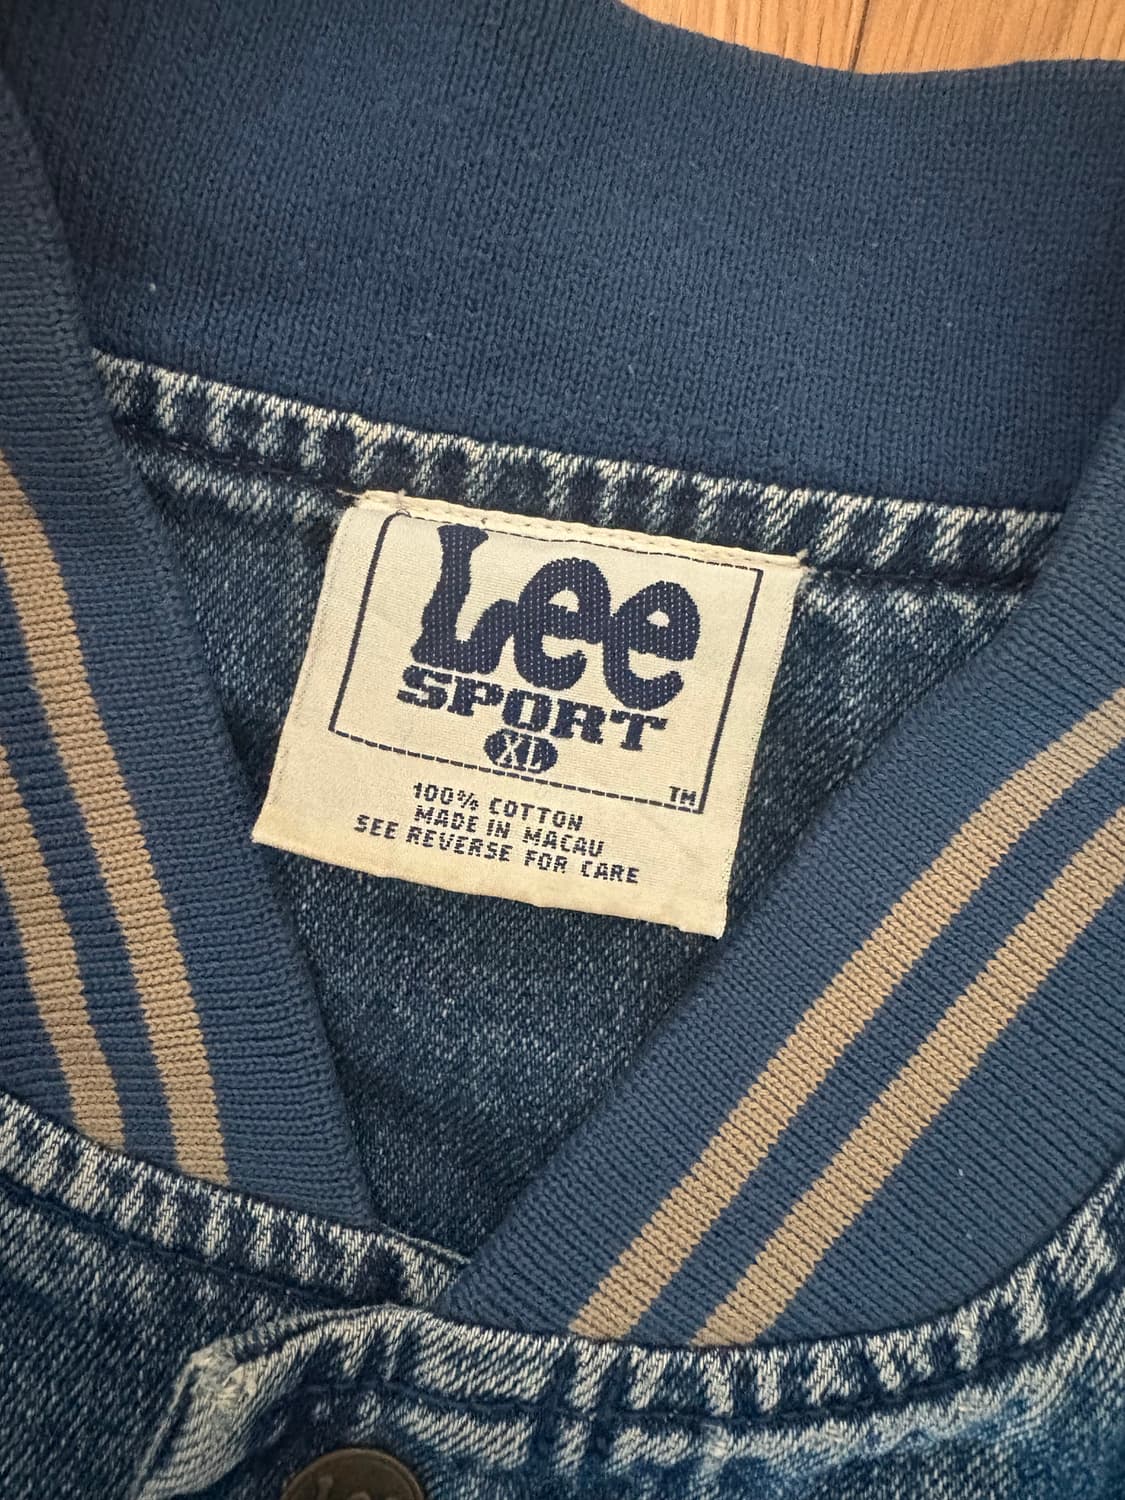 Lee
SPORT
XL
TM
100% COTTON
MADE IN MACAU
SEE REVERSE FOR CARE